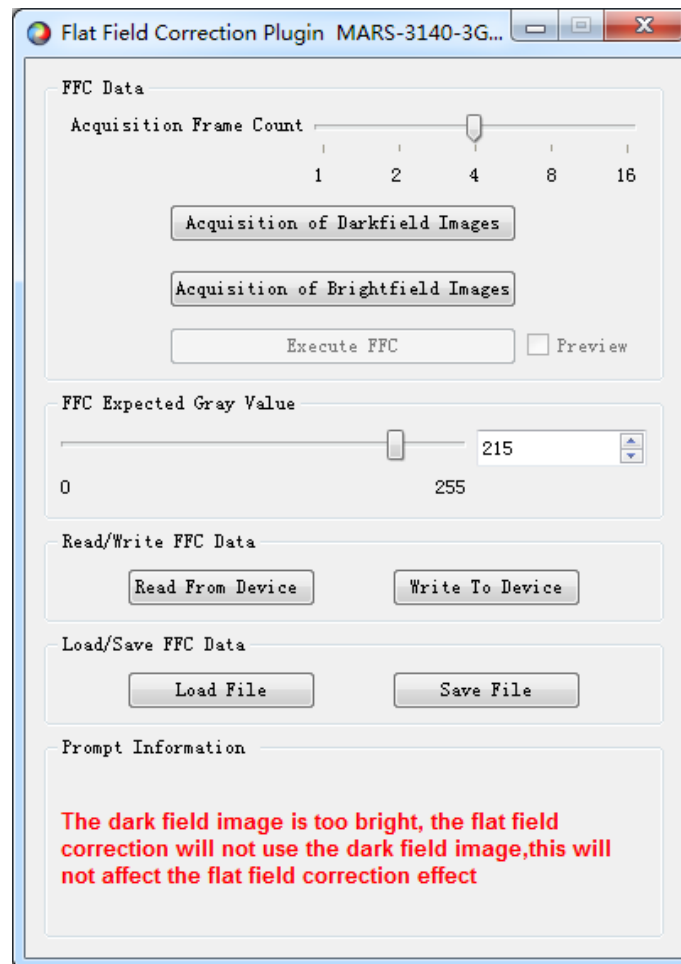 Flat Field Correction Plugin MARS-3140-3G...
FFC Data
Acquisition Frame Count
1 2 4 8 16
Acquisition of Darkfield Images
Acquisition of Brightfield Images
Execute FFC Preview
FFC Expected Gray Value
215
0 255
Read/Write FFC Data
Read From Device Write To Device
Load/Save FFC Data
Load File Save File
Prompt Information
The dark field image is too bright, the flat field
correction will not use the dark field image,this will
not affect the flat field correction effect